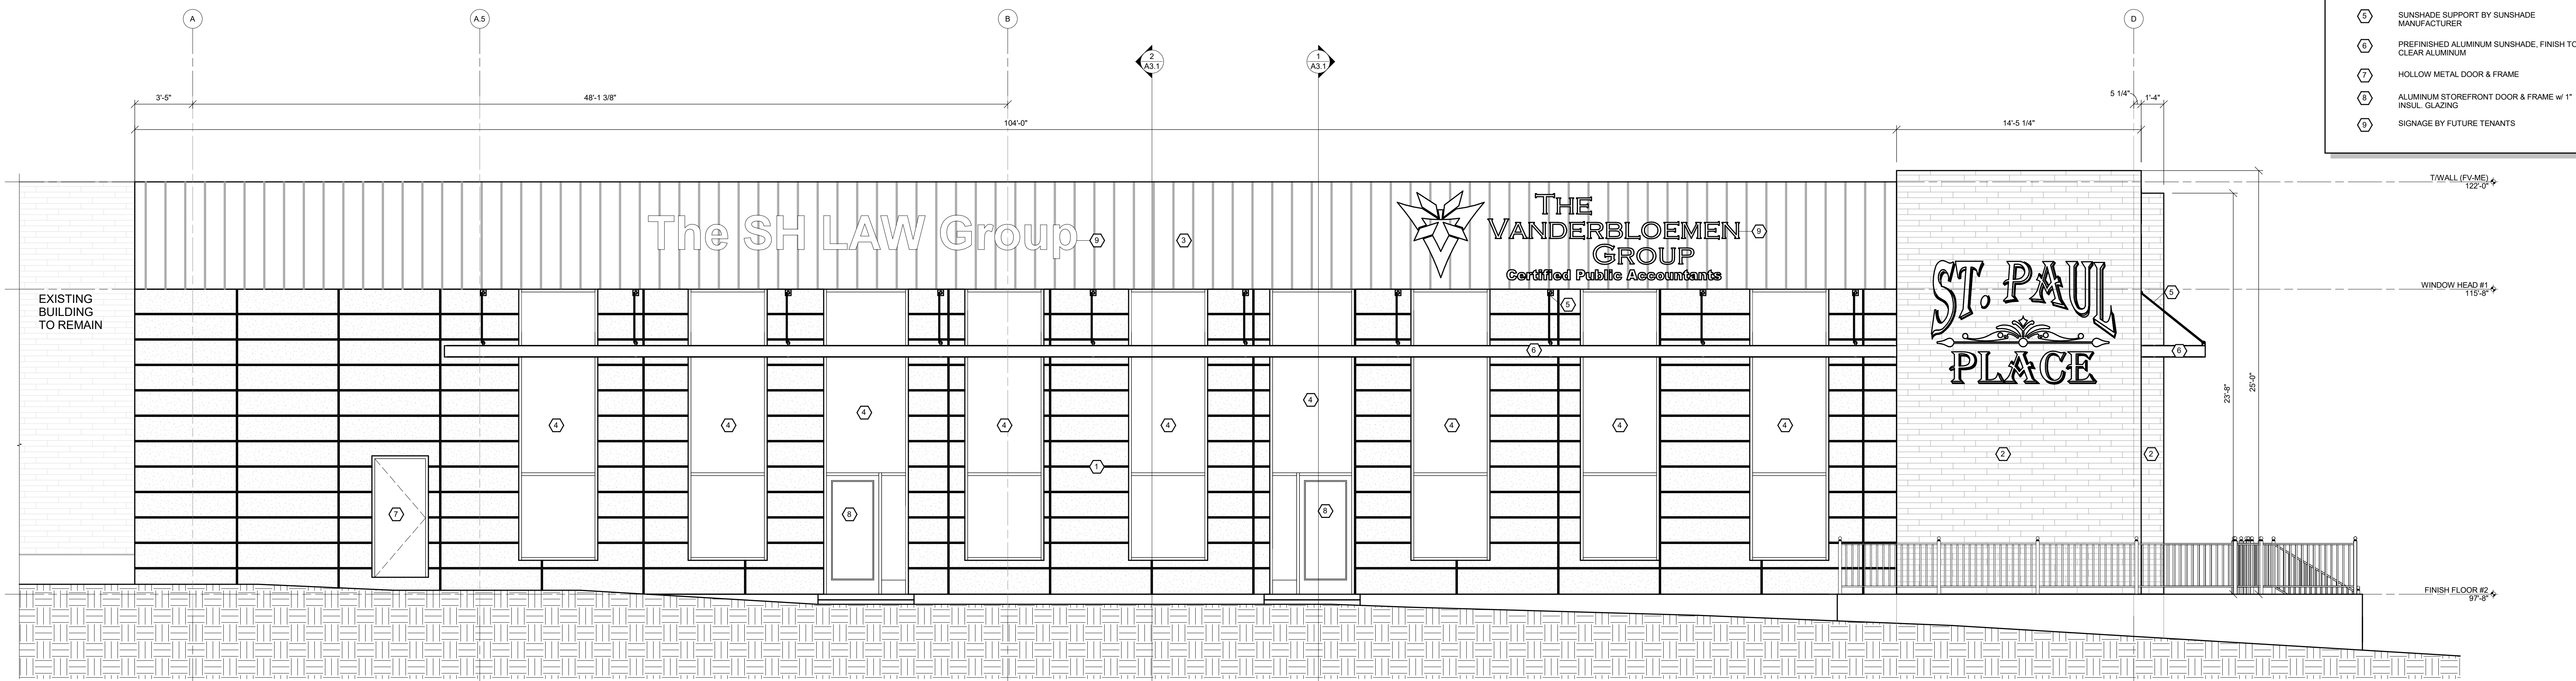 A
A.5
B
D
2
A3.1
1
A3.1
5
SUNSHADE SUPPORT BY SUNSHADE
MANUFACTURER
6
PREFINISHED ALUMINUM SUNSHADE, FINISH TO
CLEAR ALUMINUM
7
HOLLOW METAL DOOR & FRAME
8
ALUMINUM STOREFRONT DOOR & FRAME w/ 1"
INSUL. GLAZING
9
SIGNAGE BY FUTURE TENANTS
3'-5"
48'-1 3/8"
5 1/4"
1'-4"
104'-0"
14'-5 1/4"
T/WALL (FV-ME)
122'-0"
The SH LAW Group
9
3
THE
VANDERBLOEMEN
GROUP
Certified Public Accountants
9
EXISTING
BUILDING
TO REMAIN
5
ST. PAUL
PLACE
5
WINDOW HEAD #1
115'-8"
6
6
23'-8"
25'-0"
4
4
4
4
4
4
4
4
4
4
1
2
2
7
8
8
FINISH FLOOR #2
97'-8"